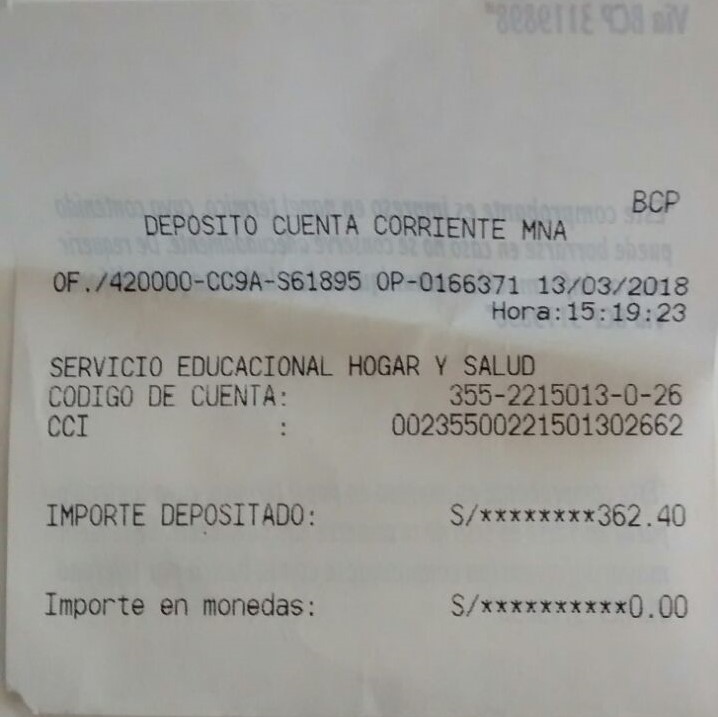 BCP
DEPOSITO CUENTA CORRIENTE MNA
OF./420000-CC9A-S61895 OP-0166371 13/03/2018
Hora:15:19:23
SERVICIO EDUCACIONAL HOGAR Y SALUD
CODIGO DE CUENTA: 355-2215013-0-26
CCI : 00235500221501302662
IMPORTE DEPOSITADO: S/********362.40
Importe en monedas: S/**********0.00